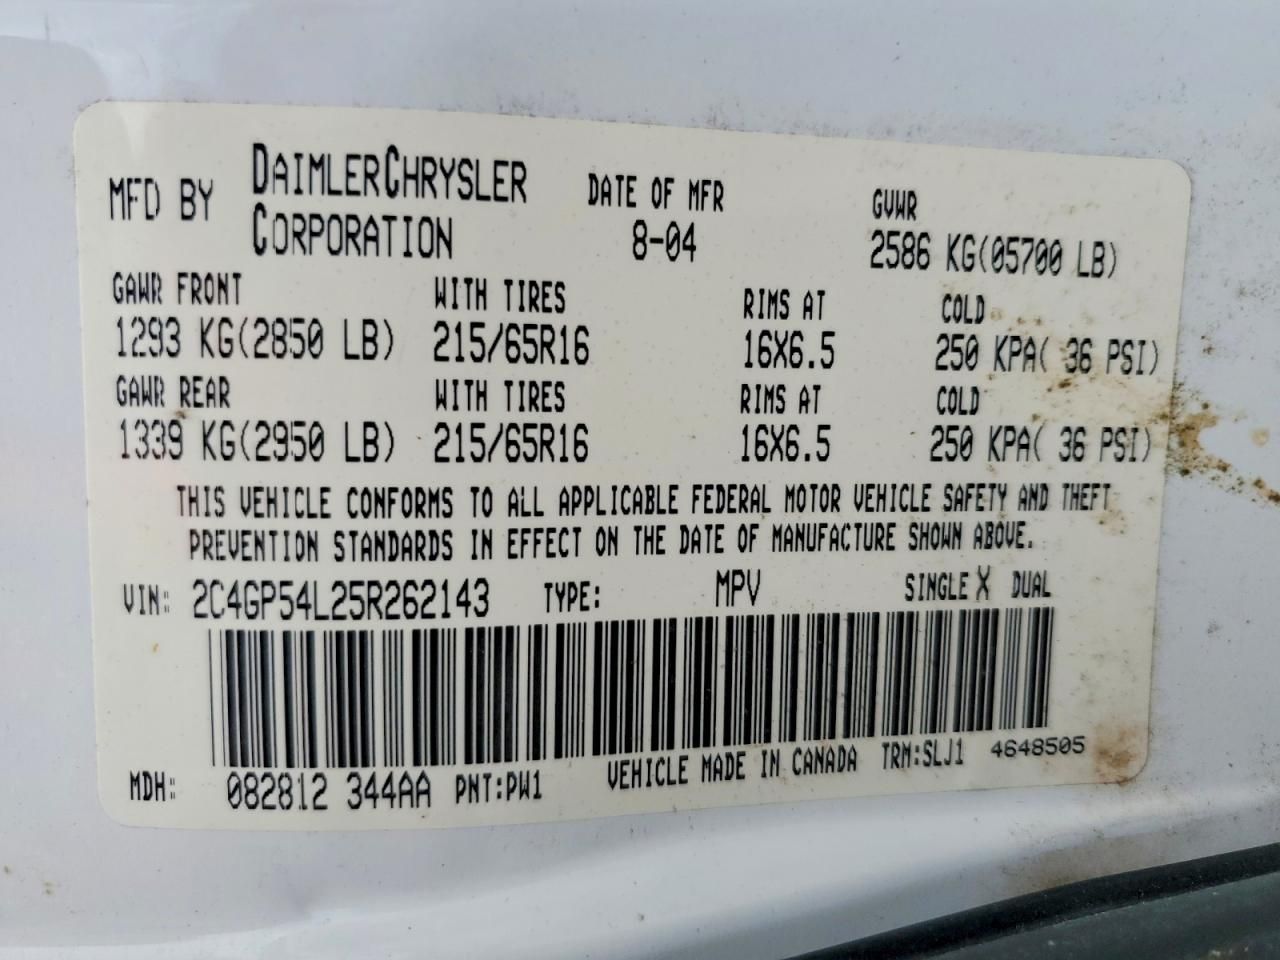 MFD BY DAIMLERCHRYSLER CORPORATION
DATE OF MFR 8-04
GVWR 2586 KG(05700 LB)
GAWR FRONT WITH TIRES RIMS AT COLD
1293 KG(2850 LB) 215/65R16 16X6.5 250 KPA( 36 PSI)
GAWR REAR WITH TIRES RIMS AT COLD
1339 KG(2950 LB) 215/65R16 16X6.5 250 KPA( 36 PSI)
THIS VEHICLE CONFORMS TO ALL APPLICABLE FEDERAL MOTOR VEHICLE SAFETY AND THEFT
PREVENTION STANDARDS IN EFFECT ON THE DATE OF MANUFACTURE SHOWN ABOVE.
VIN: 2C4GP54L25R262143 TYPE: MPV SINGLE X DUAL
MDH: 082812 344AA PNT:PW1 VEHICLE MADE IN CANADA TRM:SLJ1 4648505